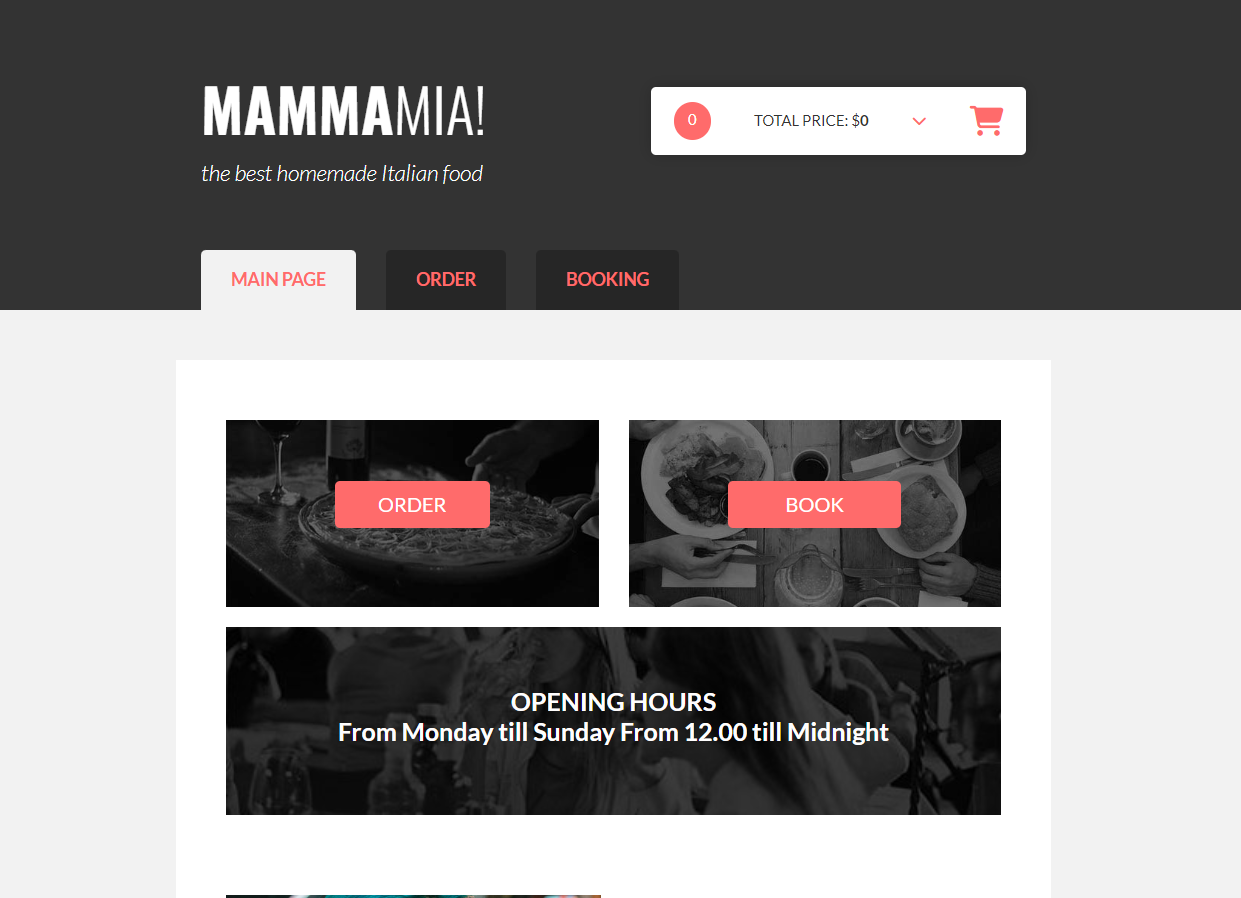 MAMMAMIA!
the best homemade Italian food
0
TOTAL PRICE: $0
MAIN PAGE
ORDER
BOOKING
ORDER
BOOK
OPENING HOURS
From Monday till Sunday From 12.00 till Midnight